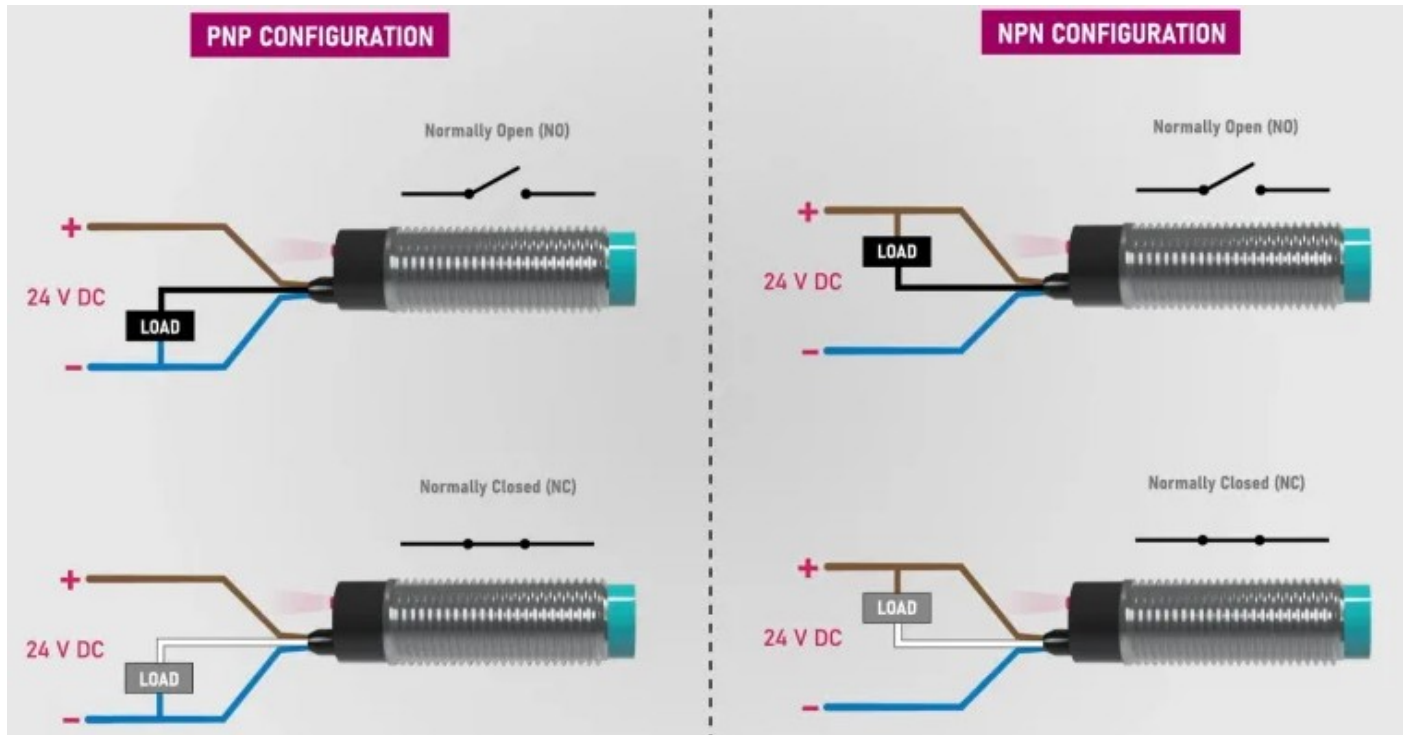 PNP CONFIGURATION
NPN CONFIGURATION
Normally Open (NO)
Normally Open (NO)
+
24 V DC
LOAD
-
+
LOAD
24 V DC
-
Normally Closed (NC)
Normally Closed (NC)
+
24 V DC
LOAD
-
+
LOAD
24 V DC
-